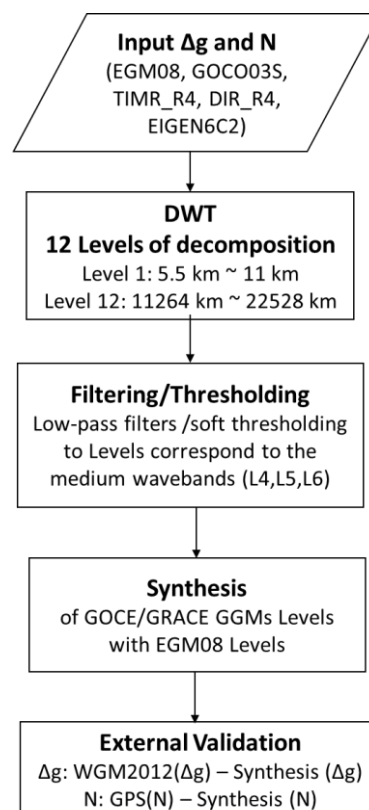 Input Δg and N
(EGM08, GOCO03S,
TIMR_R4, DIR_R4,
EIGEN6C2)
DWT
12 Levels of decomposition
Level 1: 5.5 km ~ 11 km
Level 12: 11264 km ~ 22528 km
Filtering/Thresholding
Low-pass filters /soft thresholding
to Levels correspond to the
medium wavebands (L4,L5,L6)
Synthesis
of GOCE/GRACE GGMs Levels
with EGM08 Levels
External Validation
Δg: WGM2012(Δg) – Synthesis (Δg)
N: GPS(N) – Synthesis (N)